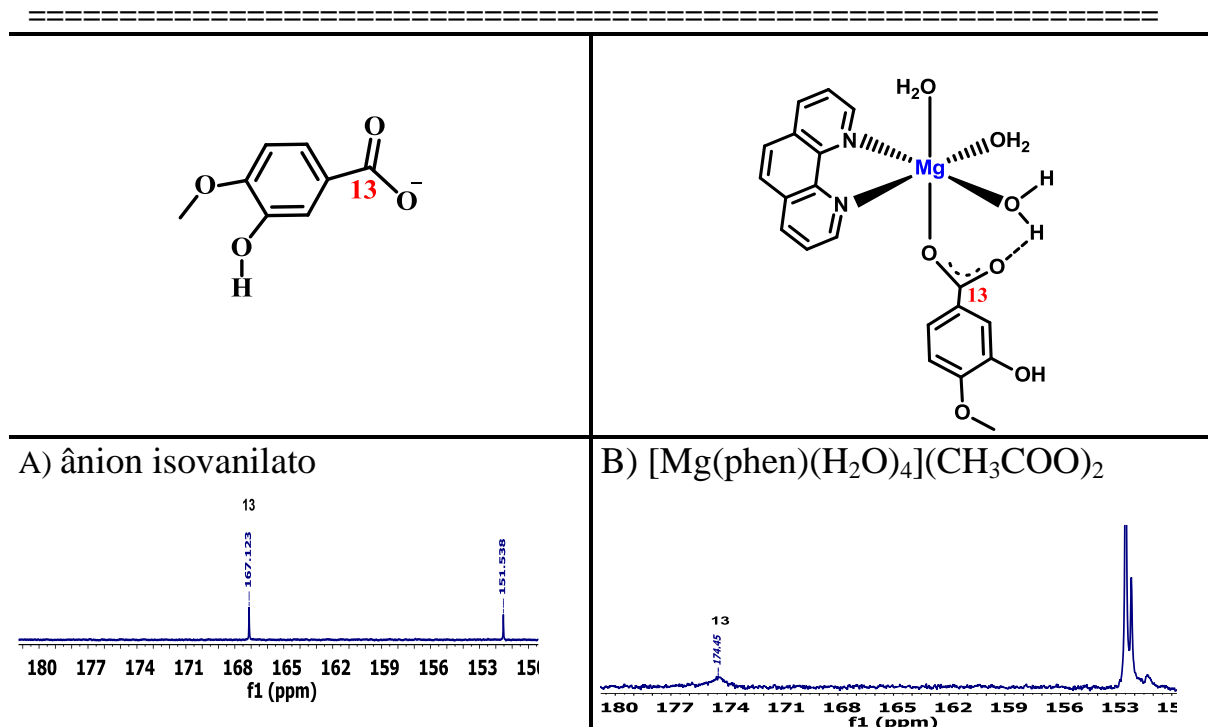 ==================================================================
O
13
O
O⁻
O
H
H₂O
OH₂
N
Mg
N
H
O
H
O
O
13
OH
O
A) ânion isovanilato
B) [Mg(phen)(H₂O)₄](CH₃COO)₂
13
167.123
151.538
180 177 174 171 168 165 162 159 156 153 150
f1 (ppm)
13
174.45
180 177 174 171 168 165 162 159 156 153 15
f1 (ppm)